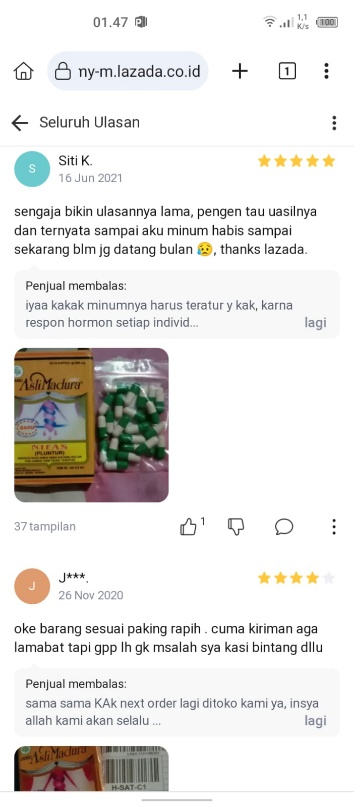 01.47
1,1
K/s
100
ny-m.lazada.co.id
1
Seluruh Ulasan
S
Siti K.
16 Jun 2021
sengaja bikin ulasannya lama, pengen tau uasilnya
dan ternyata sampai aku minum habis sampai
sekarang blm jg datang bulan 😥, thanks lazada.
Penjual membalas:
iyaa kakak minumnya harus teratur y kak, karna
respon hormon setiap individ... lagi
AsliMadura
NIFAS
(PLUNTUR)
37 tampilan
1
J
J***.
26 Nov 2020
oke barang sesuai paking rapih . cuma kiriman aga
lamabat tapi gpp lh gk msalah sya kasi bintang dllu
Penjual membalas:
sama sama KAk next order lagi ditoko kami ya, insya
allah kami akan selalu ... lagi
AsliMadura
H-SAT-C1